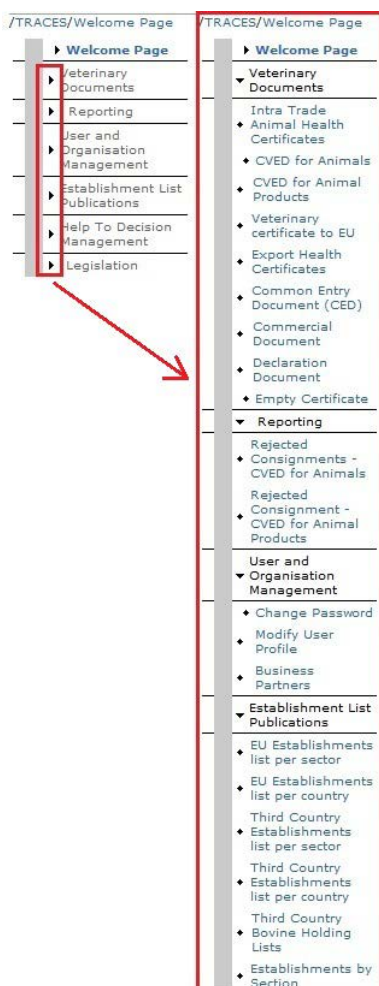 /TRACES/Welcome Page
Welcome Page
Veterinary
Documents
Reporting
User and
Organisation
Management
Establishment List
Publications
Help To Decision
Management
Legislation
/TRACES/Welcome Page
Welcome Page
Veterinary
Documents
Intra Trade
Animal Health
Certificates
CVED for Animals
CVED for Animal
Products
Veterinary
certificate to EU
Export Health
Certificates
Common Entry
Document (CED)
Commercial
Document
Declaration
Document
Empty Certificate
Reporting
Rejected
Consignments -
CVED for Animals
Rejected
Consignment -
CVED for Animal
Products
User and
Organisation
Management
Change Password
Modify User
Profile
Business
Partners
Establishment List
Publications
EU Establishments
list per sector
EU Establishments
list per country
Third Country
Establishments
list per sector
Third Country
Establishments
list per country
Third Country
Bovine Holding
Lists
Establishments by
Section